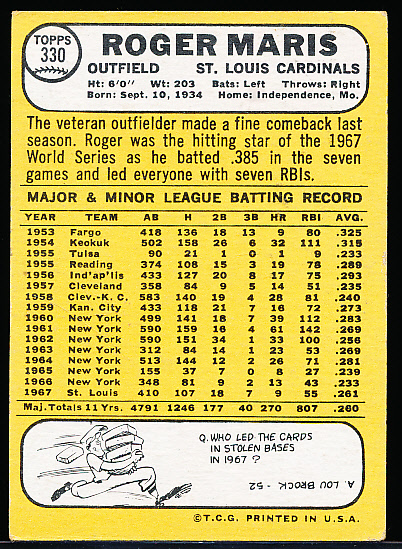 TOPPS
330
ROGER MARIS
OUTFIELD ST. LOUIS CARDINALS
Ht: 6'0" Wt: 203 Bats: Left Throws: Right
Born: Sept. 10, 1934 Home: Independence, Mo.
The veteran outfielder made a fine comeback last
season. Roger was the hitting star of the 1967
World Series as he batted .385 in the seven
games and led everyone with seven RBIs.
MAJOR & MINOR LEAGUE BATTING RECORD
YEAR TEAM AB H 2B 3B HR RBI AVG.
1953 Fargo 418 136 18 13 9 80 .325
1954 Keokuk 502 158 26 6 32 111 .315
1955 Tulsa 90 21 1 0 1 9 .233
1955 Reading 374 108 15 3 19 78 .289
1956 Ind'ap'lis 433 127 20 8 17 75 .293
1957 Cleveland 358 84 9 5 14 51 .235
1958 Clev.-K. C. 583 140 19 4 28 81 .240
1959 Kan. City 433 118 21 7 16 72 .273
1960 New York 499 141 18 7 39 112 .283
1961 New York 590 159 16 4 61 142 .269
1962 New York 590 151 34 1 33 100 .256
1963 New York 312 84 14 1 23 53 .269
1964 New York 513 144 12 2 26 71 .281
1965 New York 155 37 7 0 8 27 .239
1966 New York 348 81 9 2 13 43 .233
1967 St. Louis 410 107 18 7 9 55 .261
Maj. Totals 11 Yrs. 4791 1246 177 40 270 807 .260
Q. WHO LED THE CARDS
IN STOLEN BASES
IN 1967 ?
A LOU BROCK - 52
©T.C.G. PRINTED IN U.S.A.